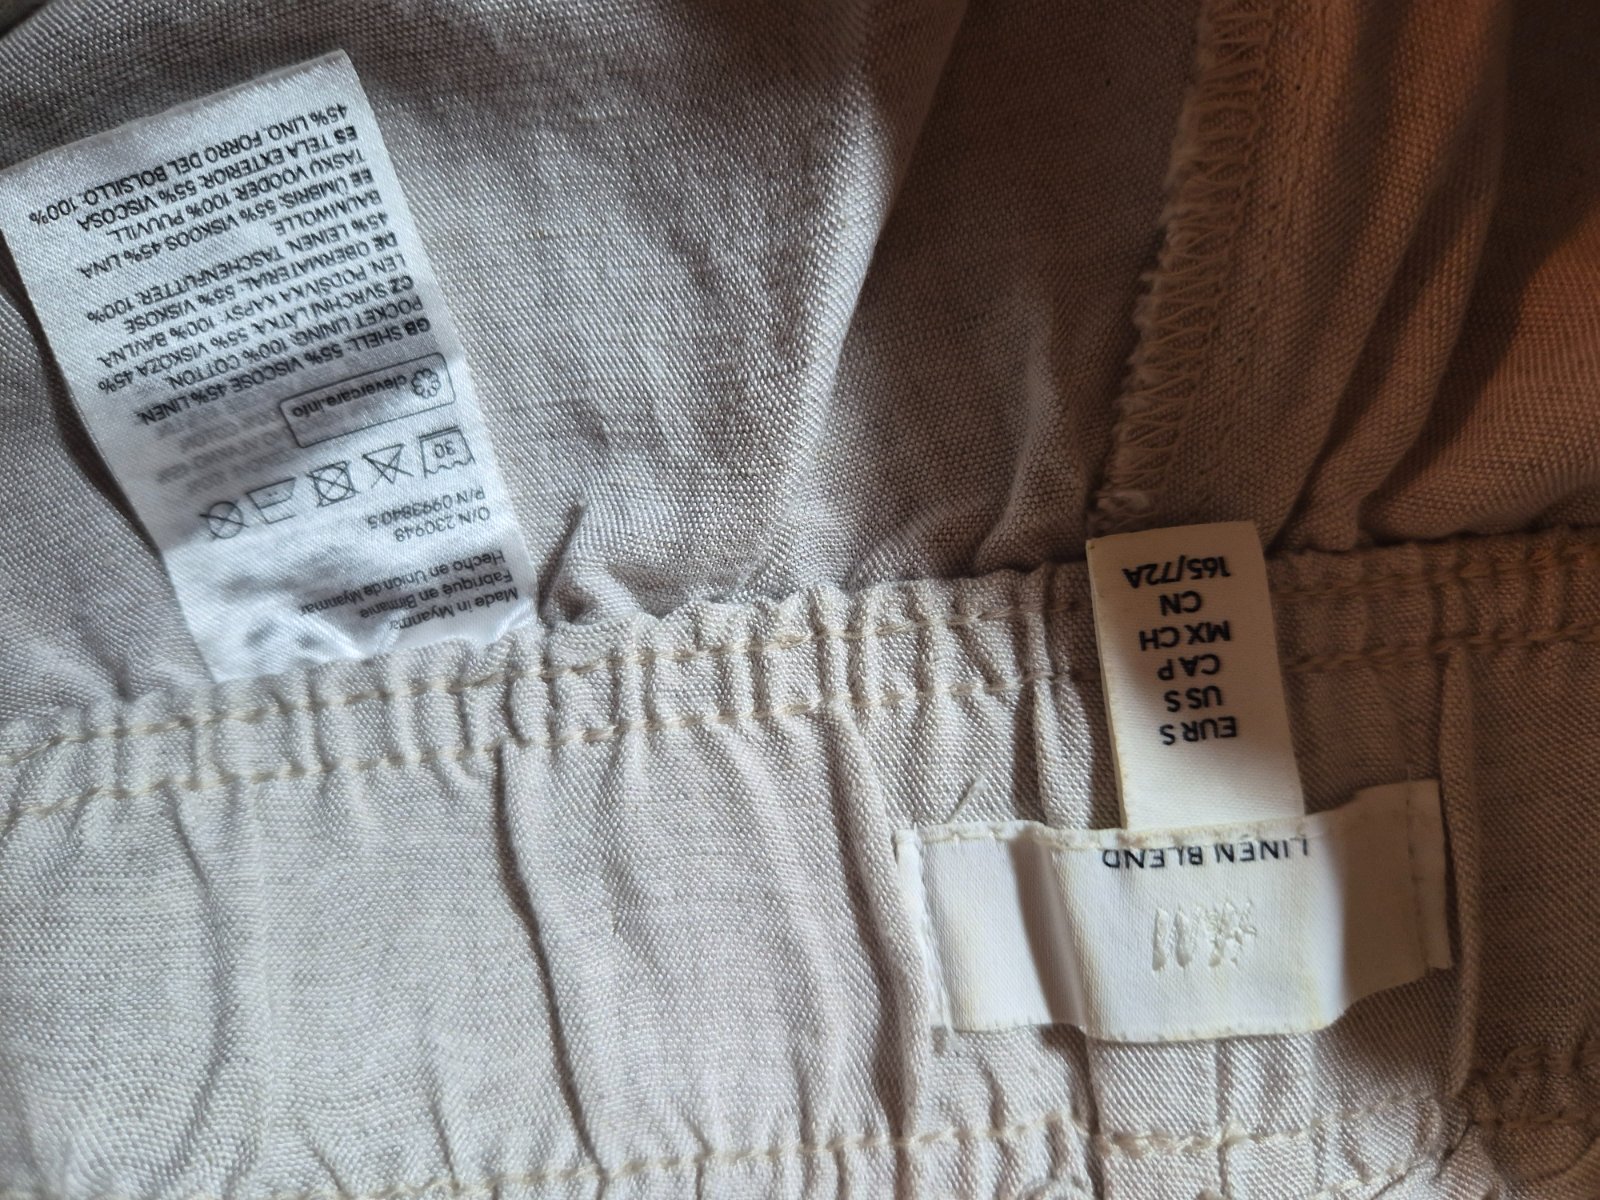 Made in Myanmar
Fabriqué en Birmanie
Hecho en Unión de Myanmar
O/N 230948
P/N 0993840.S
30
clevercare.info
GB SHELL: 55% VISCOSE 45% LINEN.
POCKET LINING: 100% COTTON.
CZ SVRCHNÍ LÁTKA: 55% VISKÓZA 45%
LEN PODŠÍVKA KAPSY: 100% BAVLNA
DE OBERMATERIAL: 55% VISKOSE
45% LEINEN. TASCHENFUTTER: 100%
BAUMWOLLE
EE ÜMBRIS: 55% VISKOOS 45% LINA
TASKU VOODER: 100% PUUVILL
ES TELA EXTERIOR: 55% VISCOSA
45% LINO. FORRO DEL BOLSILLO: 100%
H&M
LINEN BLEND
EUR S
US S
CA P
MX CH
CN
165/72A